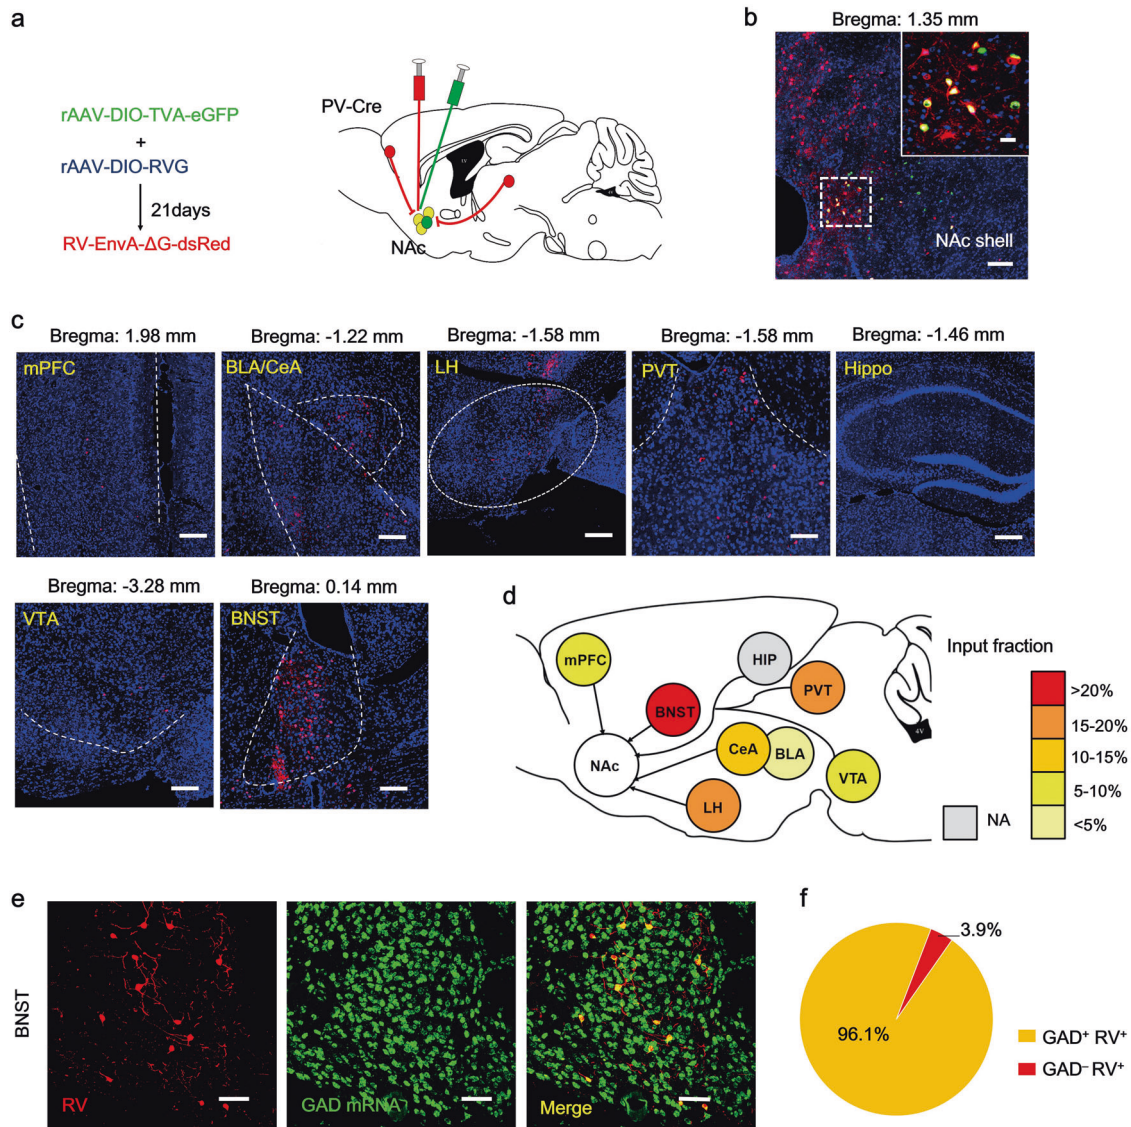 a
rAAV-DIO-TVA-eGFP
+
rAAV-DIO-RVG
21days
RV-EnvA-ΔG-dsRed
PV-Cre
NAc
b
Bregma: 1.35 mm
NAc shell
c
Bregma: 1.98 mm
mPFC
Bregma: -1.22 mm
BLA/CeA
Bregma: -1.58 mm
LH
Bregma: -1.58 mm
PVT
Bregma: -1.46 mm
Hippo
Bregma: -3.28 mm
VTA
Bregma: 0.14 mm
BNST
d
mPFC
HIP
PVT
BNST
NAc
CeA
BLA
VTA
LH
4V
Input fraction
>20%
15-20%
10-15%
5-10%
<5%
NA
e
BNST
RV
GAD mRNA
Merge
f
3.9%
96.1%
GAD⁺ RV⁺
GAD⁻ RV⁺